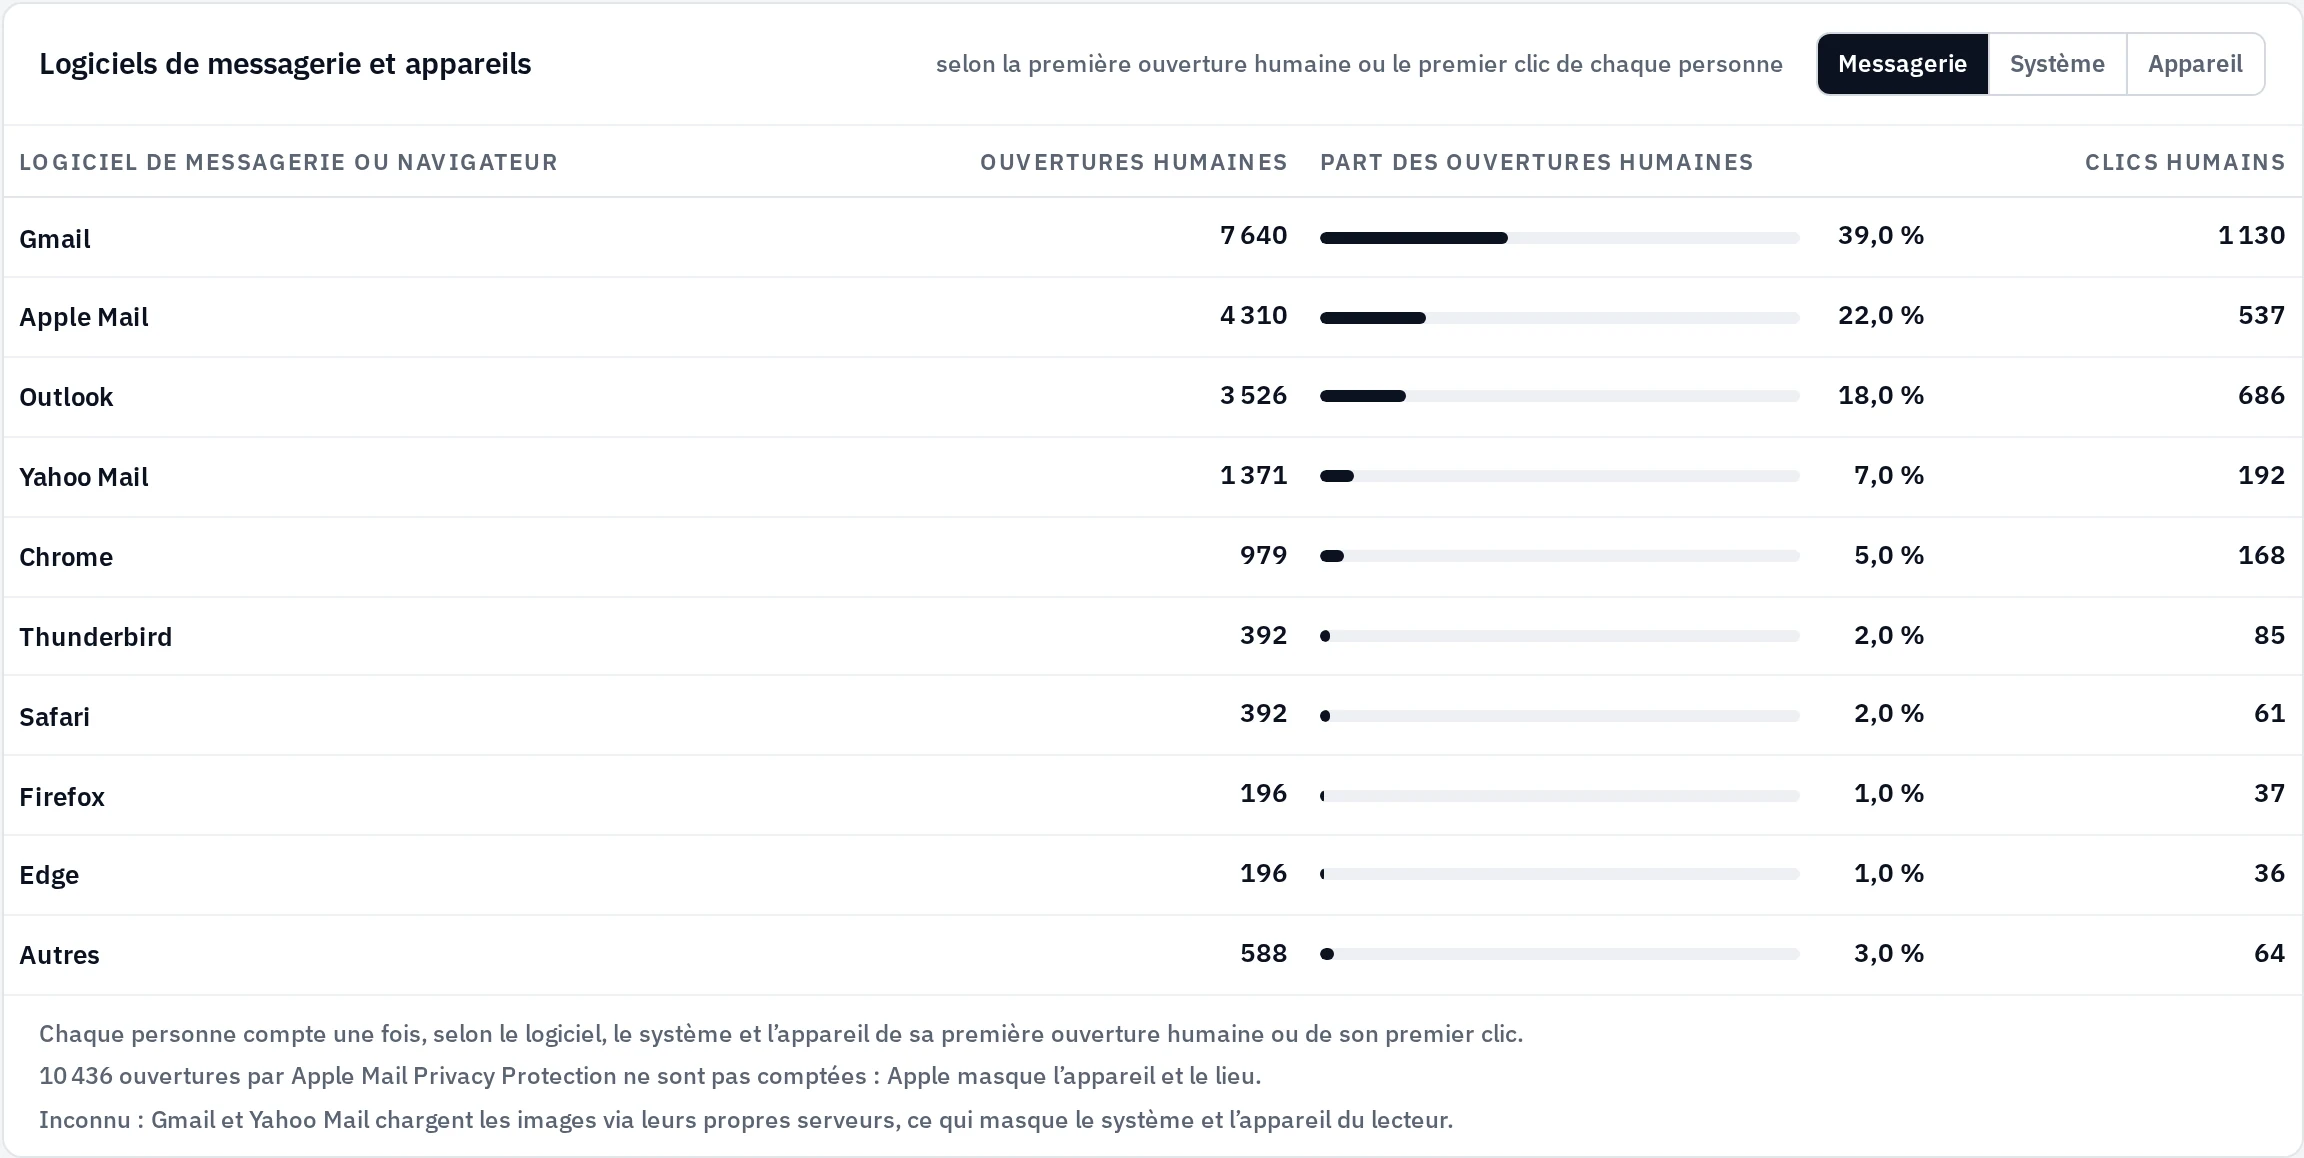 Logiciels de messagerie et appareils selon la première ouverture humaine ou le premier clic de chaque personne Messagerie Système Appareil
LOGICIEL DE MESSAGERIE OU NAVIGATEUR OUVERTURES HUMAINES PART DES OUVERTURES HUMAINES CLICS HUMAINS
Gmail 7 640 39,0 % 1 130
Apple Mail 4 310 22,0 % 537
Outlook 3 526 18,0 % 686
Yahoo Mail 1 371 7,0 % 192
Chrome 979 5,0 % 168
Thunderbird 392 2,0 % 85
Safari 392 2,0 % 61
Firefox 196 1,0 % 37
Edge 196 1,0 % 36
Autres 588 3,0 % 64
Chaque personne compte une fois, selon le logiciel, le système et l’appareil de sa première ouverture humaine ou de son premier clic.
10 436 ouvertures par Apple Mail Privacy Protection ne sont pas comptées : Apple masque l’appareil et le lieu.
Inconnu : Gmail et Yahoo Mail chargent les images via leurs propres serveurs, ce qui masque le système et l’appareil du lecteur.